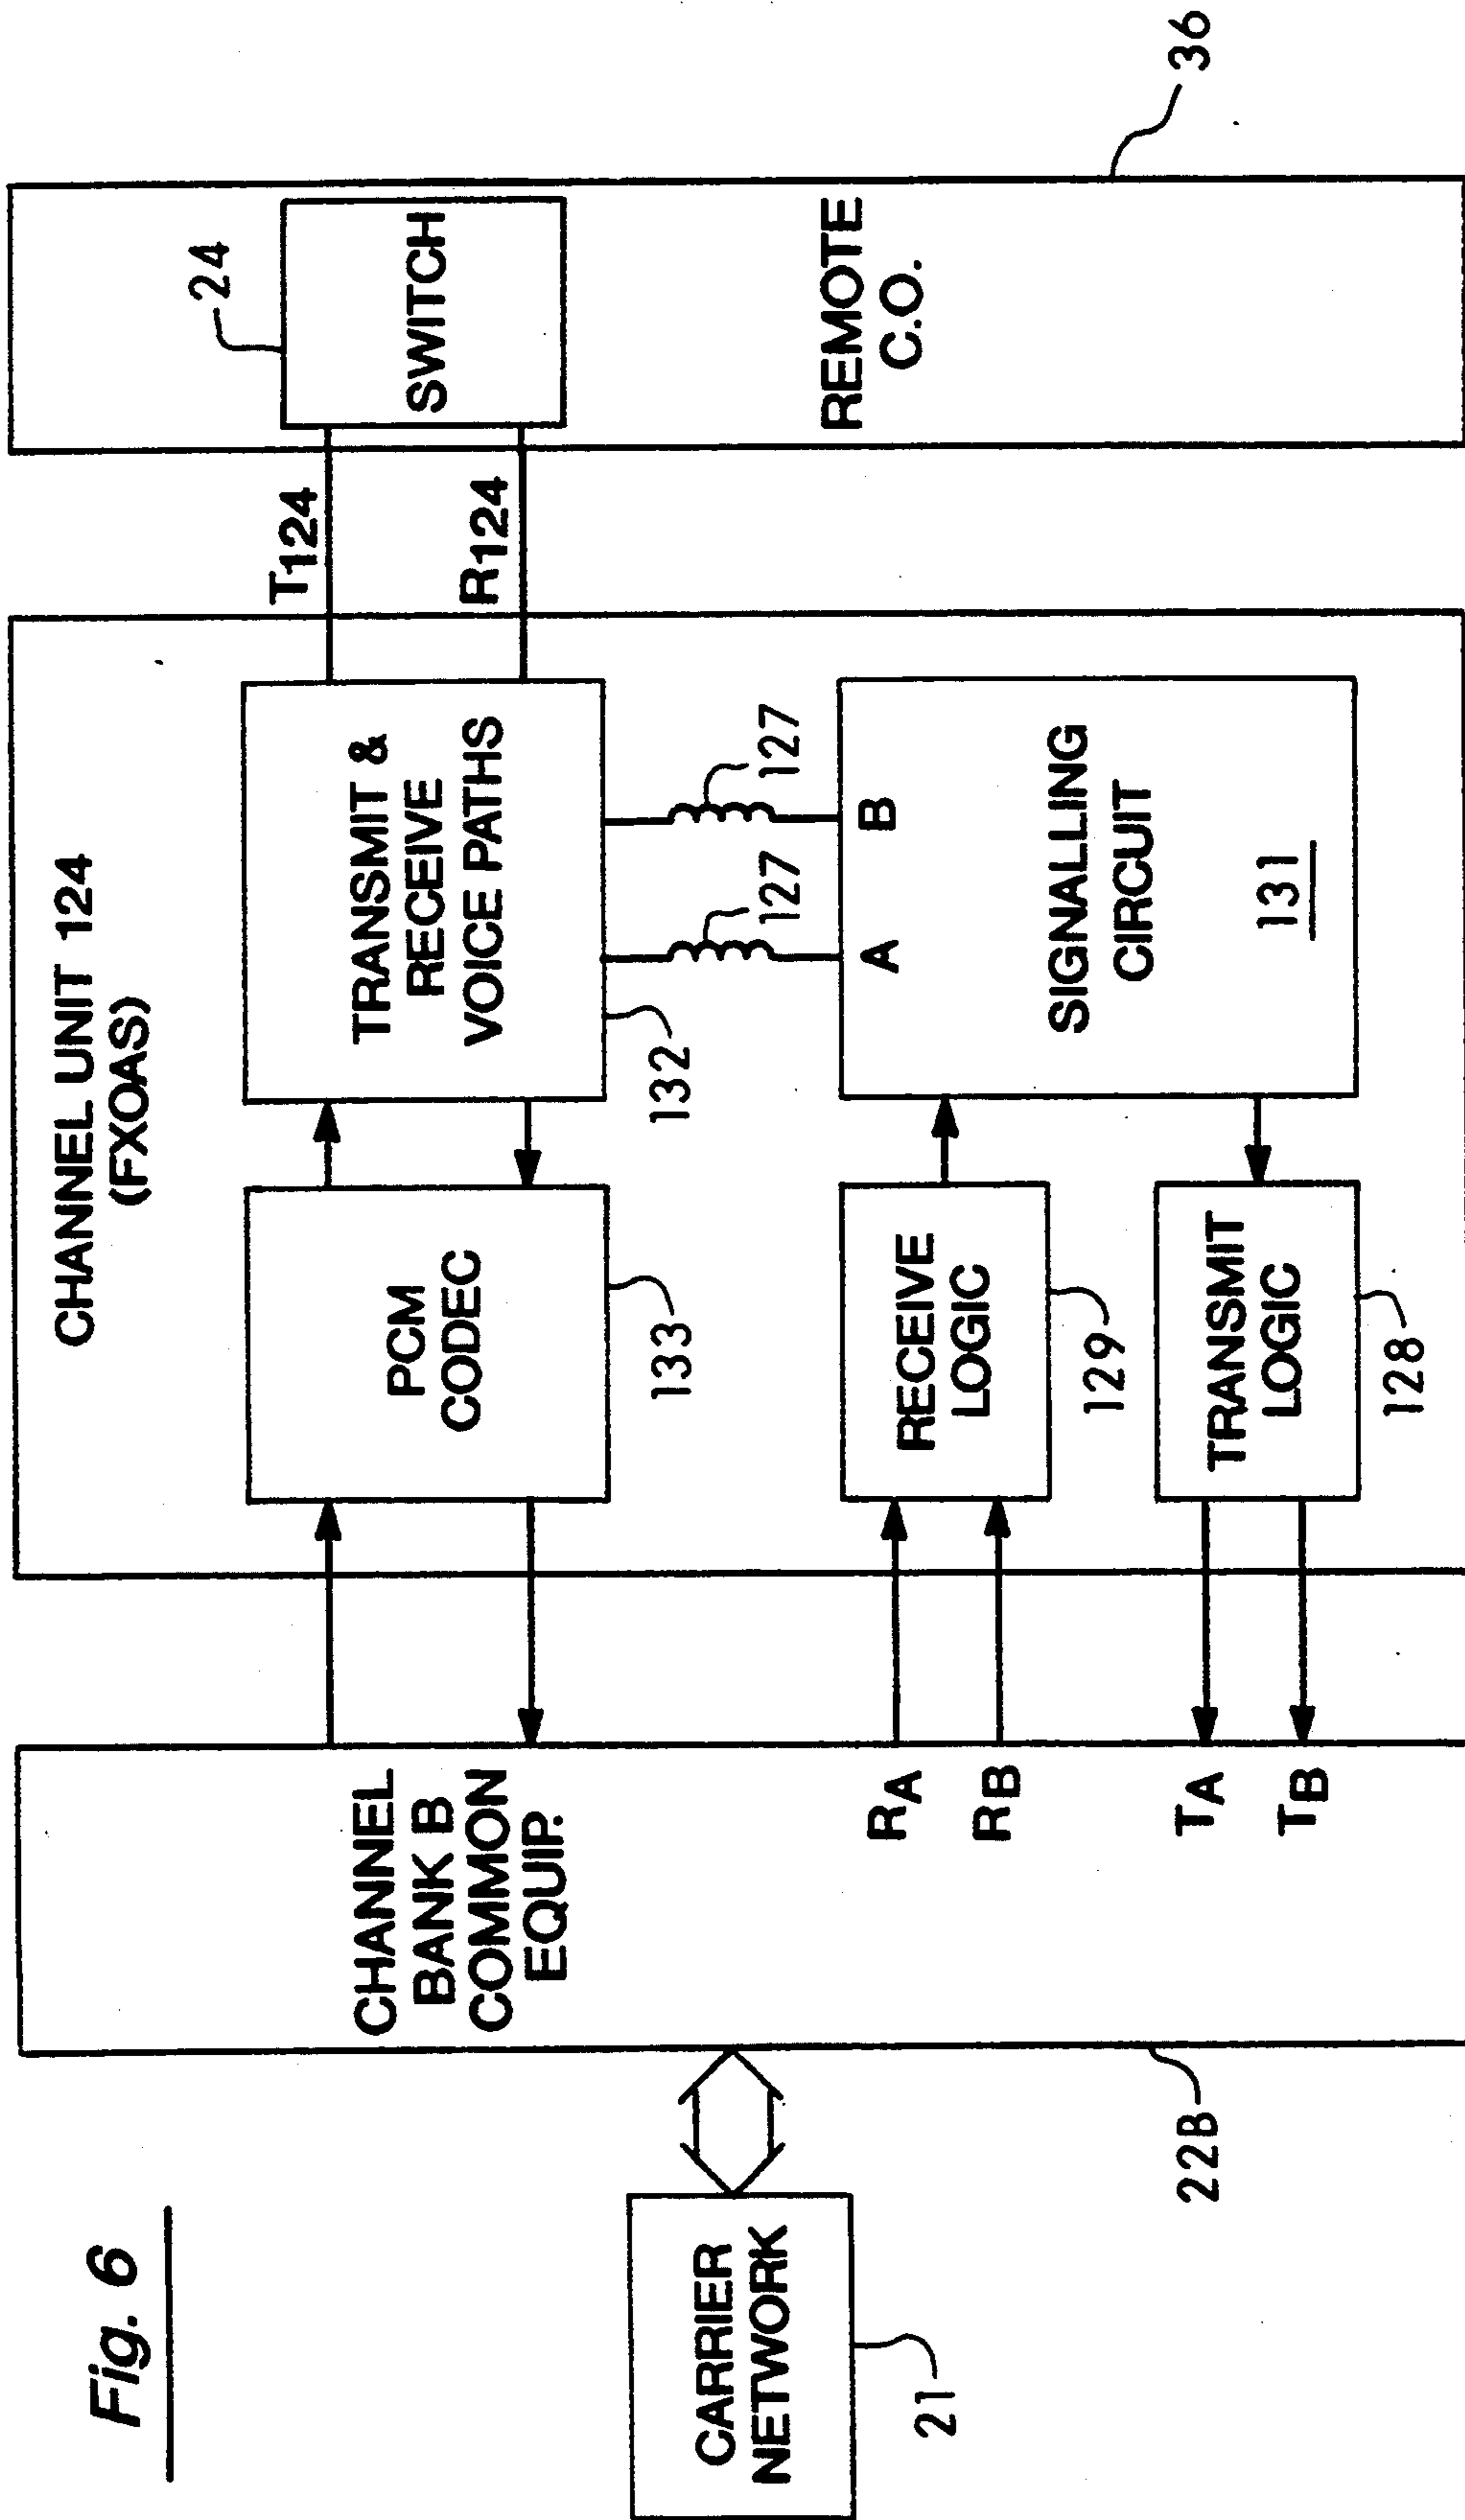 Fig. 6
CARRIER
NETWORK
21
CHANNEL
BANK B
COMMON
EQUIP.
RA
RB
TA
TB
22B
CHANNEL UNIT 124
(FXOAS)
PCM
CODEC
133
TRANSMIT &
RECEIVE
VOICE PATHS
132
127
127
RECEIVE
LOGIC
129
TRANSMIT
LOGIC
128
A
B
SIGNALLING
CIRCUIT
131
T124
R124
24
SWITCH
REMOTE
C.O.
36